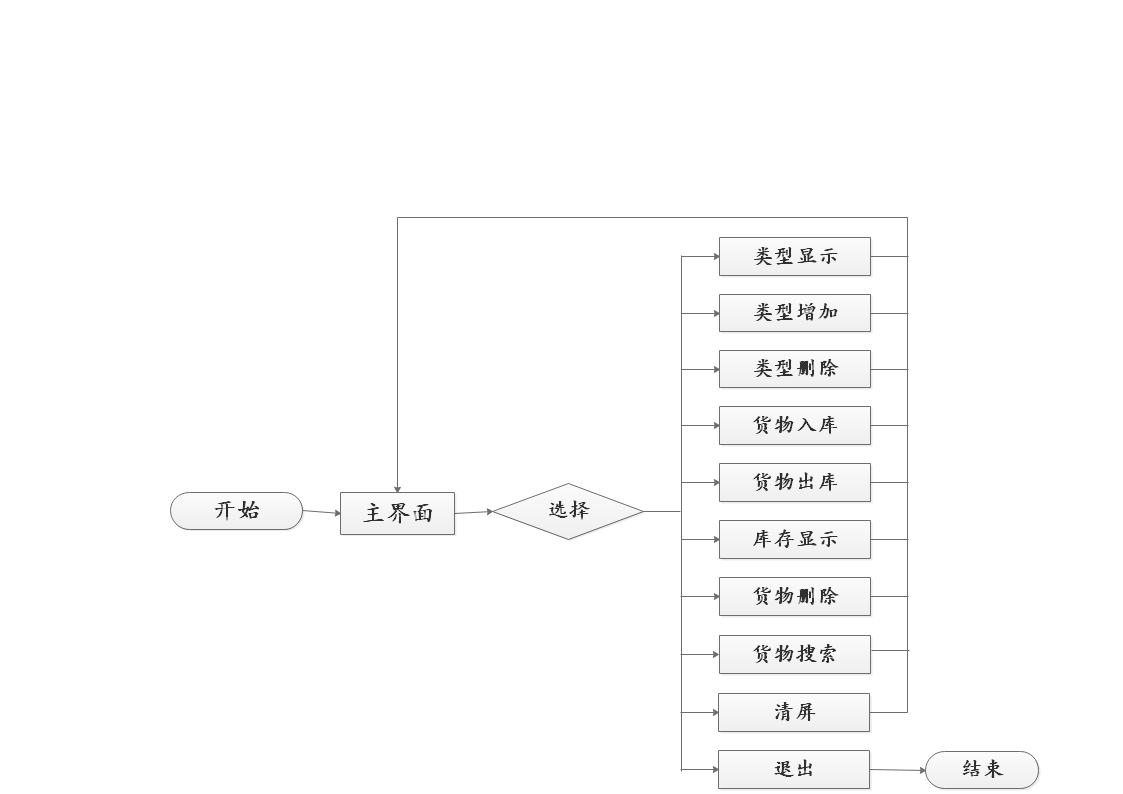 开始
主界面
选择
类型显示
类型增加
类型删除
货物入库
货物出库
库存显示
货物删除
货物搜索
清屏
退出
结束